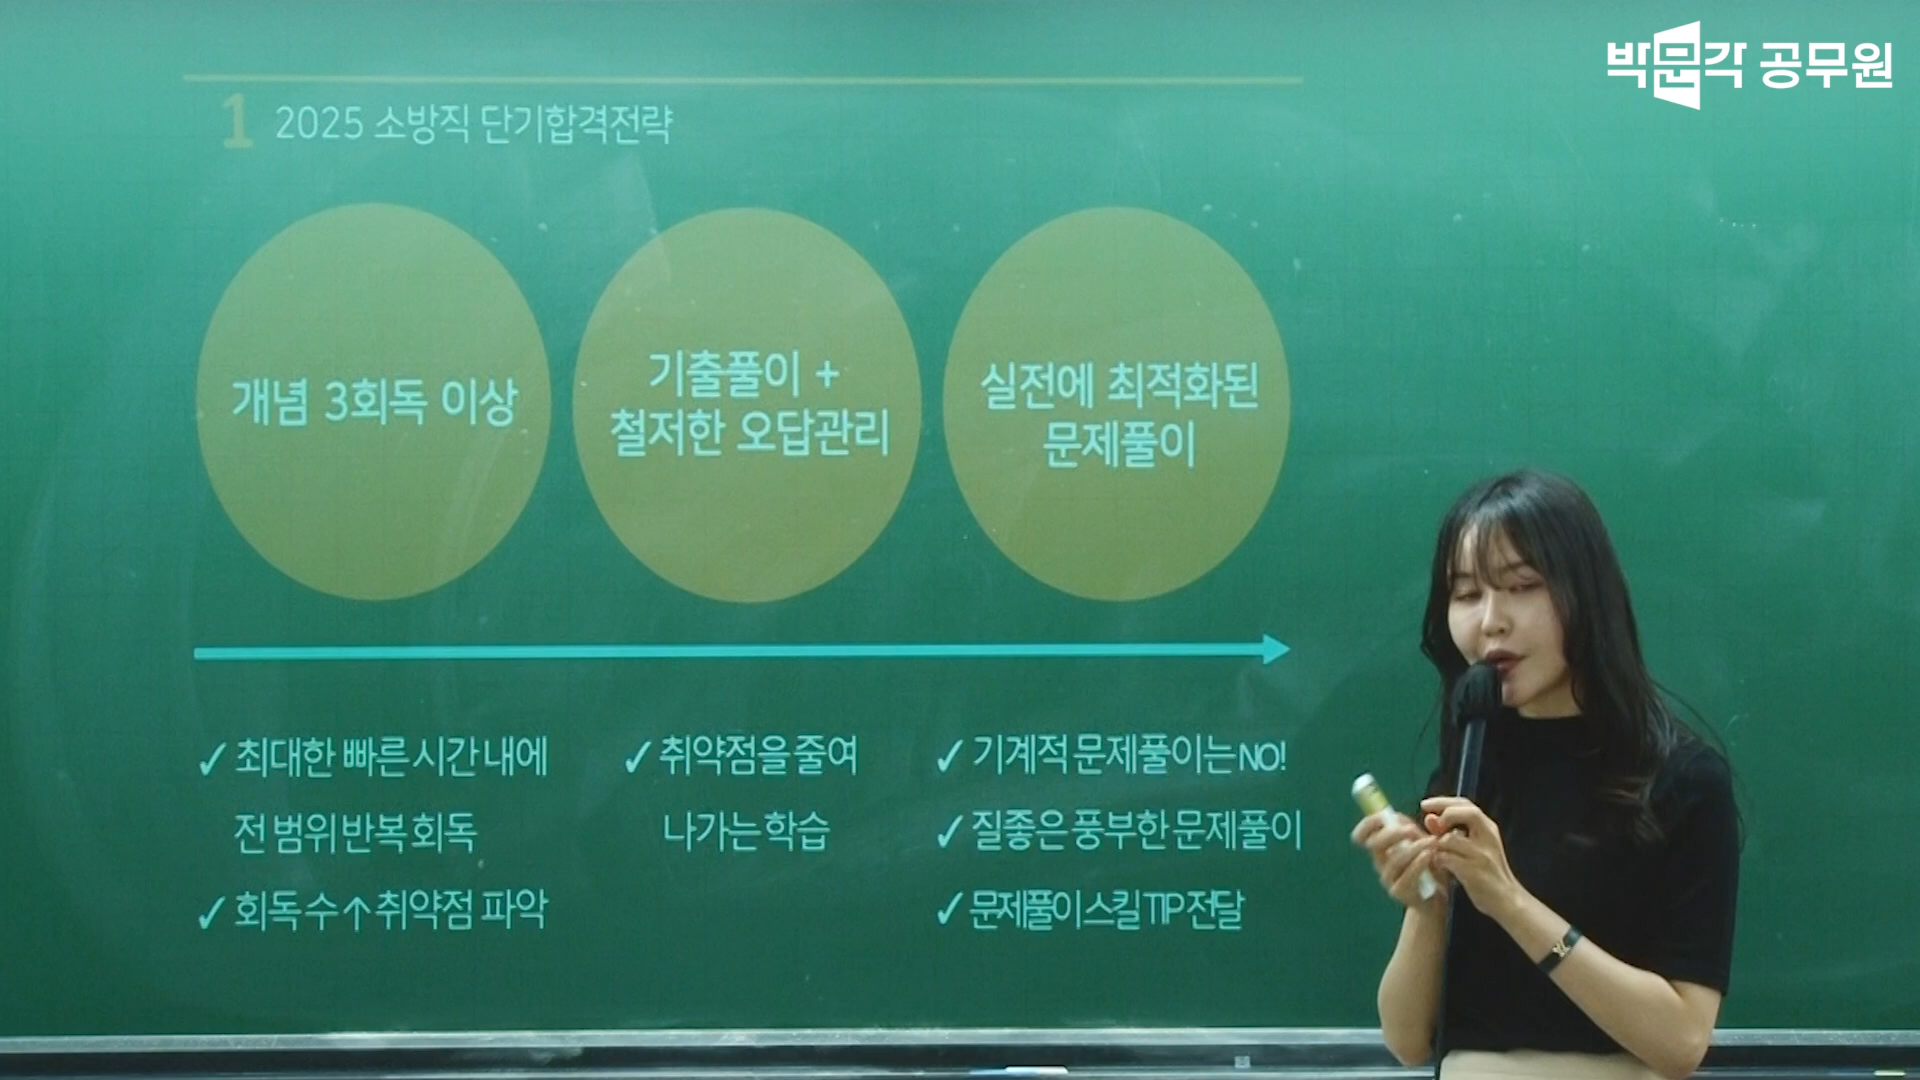 박문각 공무원
1 2025 소방직 단기합격전략
개념 3회독 이상
기출풀이 +
철저한 오답관리
실전에 최적화된
문제풀이
✓ 최대한 빠른 시간 내에
전 범위 반복 회독
✓ 회독 수↑ 취약점 파악
✓ 취약점을 줄여
나가는 학습
✓ 기계적 문제풀이는 NO!
✓ 질좋은 풍부한 문제풀이
✓ 문제풀이 스킬 TIP 전달